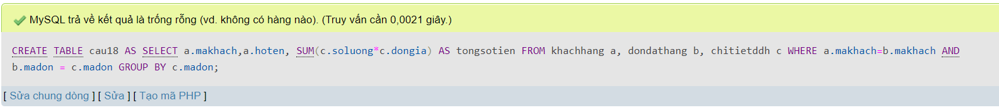 MySQL trả về kết quả là trống rỗng (vd. không có hàng nào). (Truy vấn cần 0,0021 giây.)
CREATE TABLE cau18 AS SELECT a.makhach,a.hoten, SUM(c.soluong*c.dongia) AS tongsotien FROM khachhang a, dondathang b, chitietddh c WHERE a.makhach=b.makhach AND
b.madon = c.madon GROUP BY c.madon;
[ Sửa chung dòng ] [ Sửa ] [ Tạo mã PHP ]